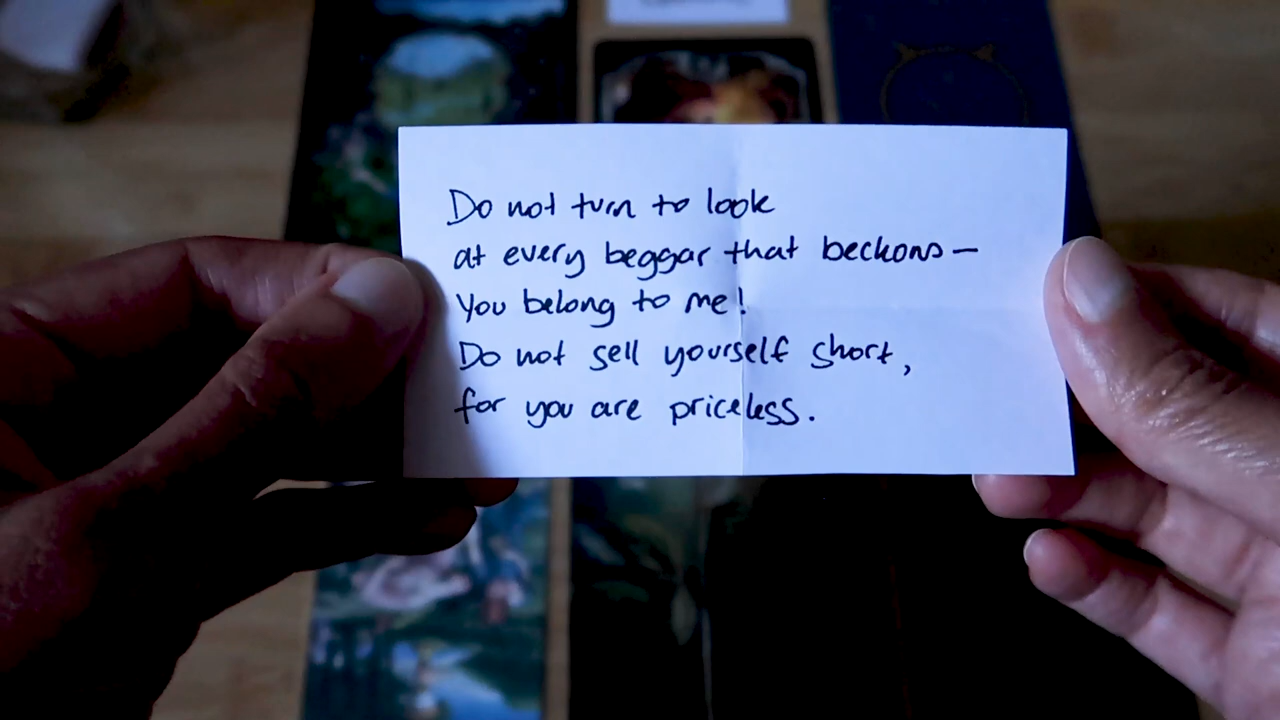 Do not turn to look
at every beggar that beckons—
You belong to me!
Do not sell yourself short,
for you are priceless.